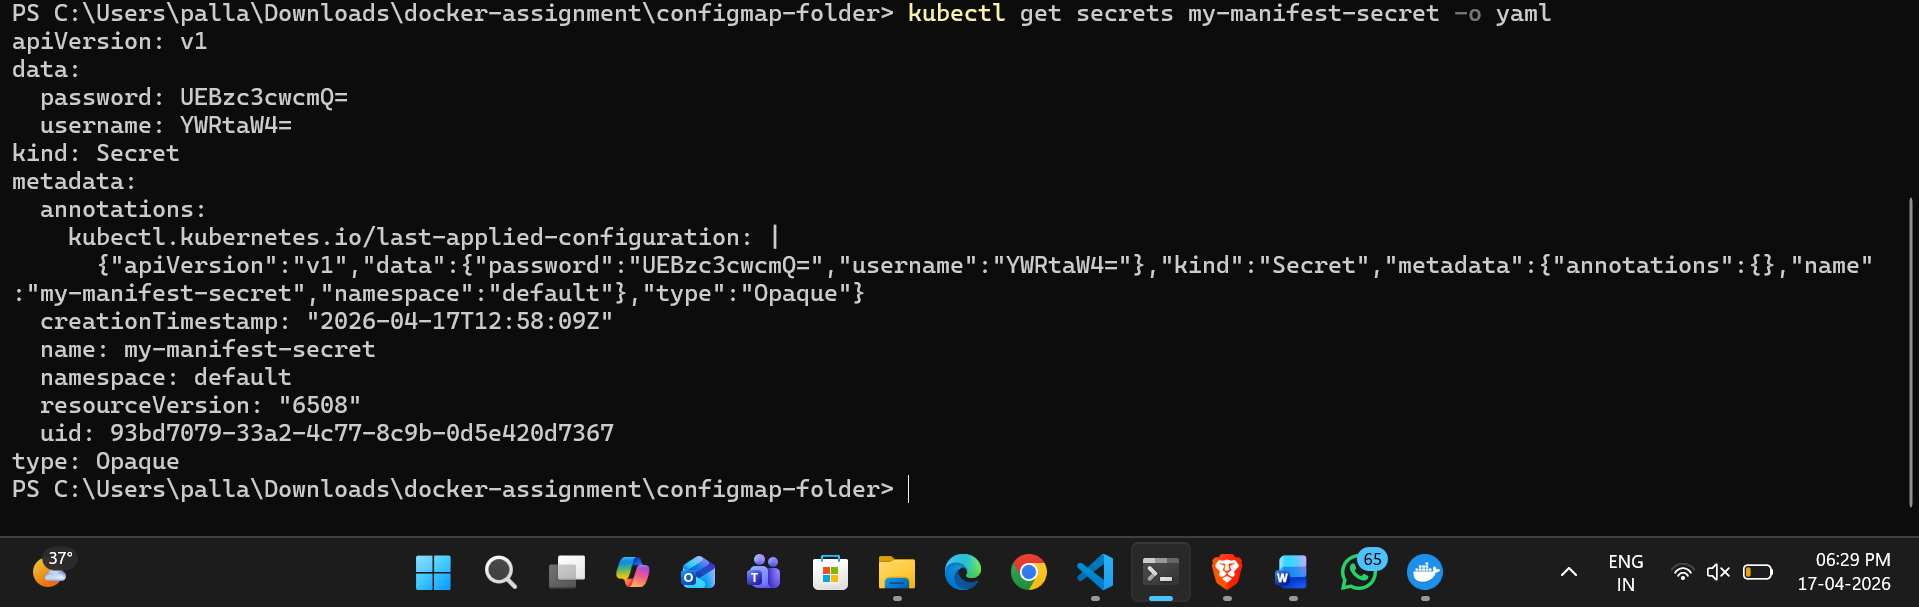 PS C:\Users\palla\Downloads\docker-assignment\configmap-folder> kubectl get secrets my-manifest-secret -o yaml
apiVersion: v1
data:
  password: UEBzc3cwcmQ=
  username: YWRtaW4=
kind: Secret
metadata:
  annotations:
    kubectl.kubernetes.io/last-applied-configuration: |
      {"apiVersion":"v1","data":{"password":"UEBzc3cwcmQ=","username":"YWRtaW4="},"kind":"Secret","metadata":{"annotations":{},"name"
:"my-manifest-secret","namespace":"default"},"type":"Opaque"}
  creationTimestamp: "2026-04-17T12:58:09Z"
  name: my-manifest-secret
  namespace: default
  resourceVersion: "6508"
  uid: 93bd7079-33a2-4c77-8c9b-0d5e420d7367
type: Opaque
PS C:\Users\palla\Downloads\docker-assignment\configmap-folder>
37°
65
ENG
IN
06:29 PM
17-04-2026